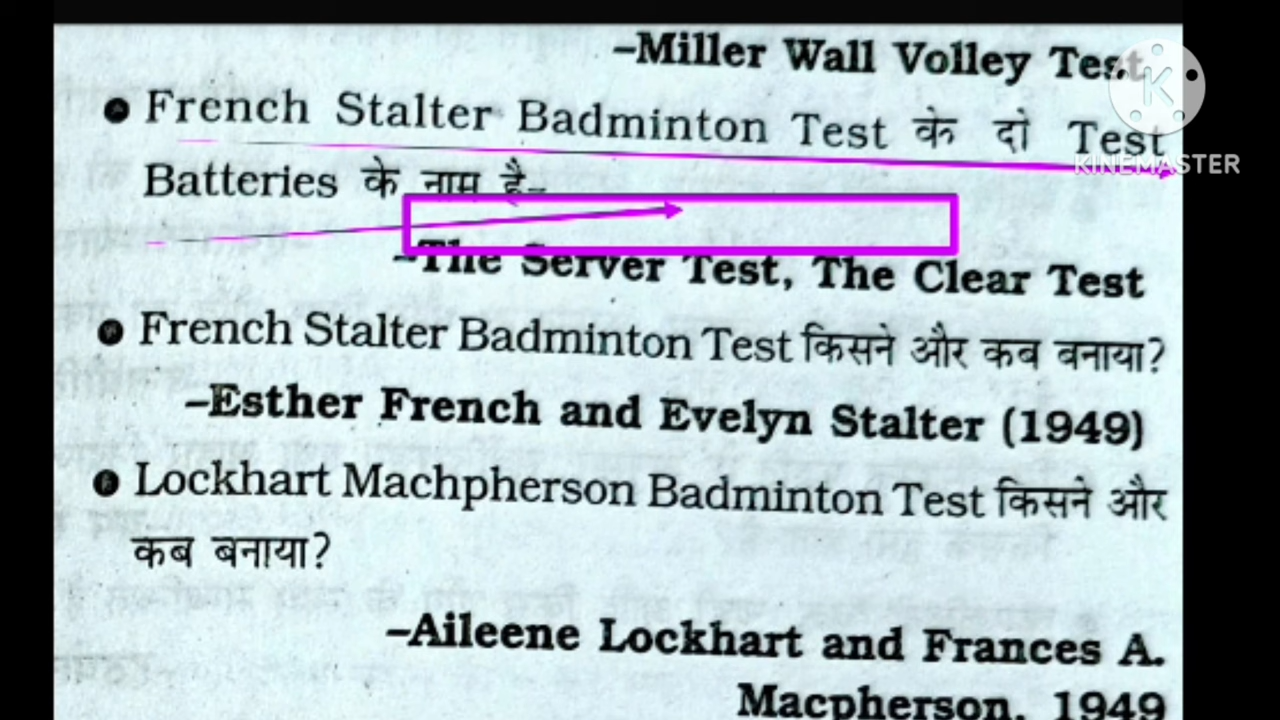 –Miller Wall Volley Test
● French Stalter Badminton Test के दो Test
KINEMASTER
Batteries के नाम है–
–The Server Test, The Clear Test
● French Stalter Badminton Test किसने और कब बनाया?
–Esther French and Evelyn Stalter (1949)
● Lockhart Machpherson Badminton Test किसने और
कब बनाया?
–Aileene Lockhart and Frances A.
Macpherson, 1949